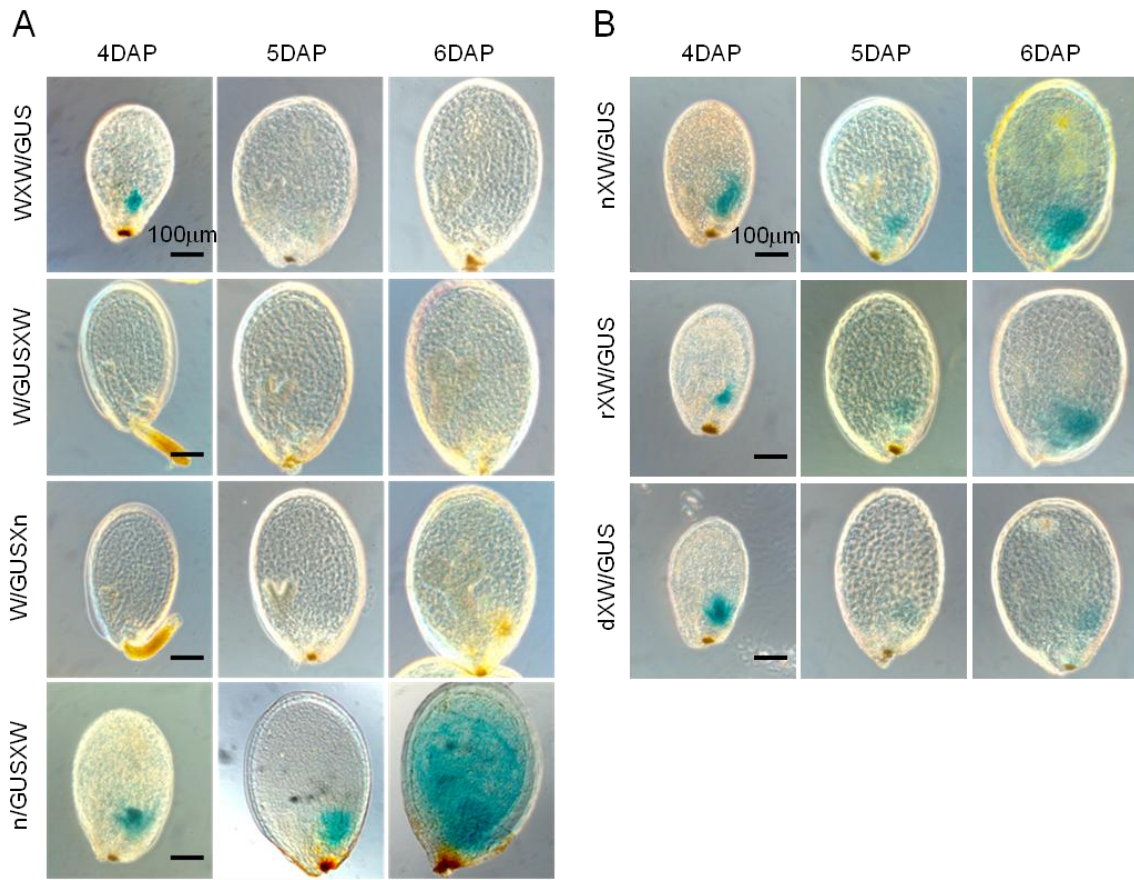 A
4DAP 5DAP 6DAP
WXW/GUS
100μm
W/GUSXW
W/GUSXn
n/GUSXW
B
4DAP 5DAP 6DAP
nXW/GUS
100μm
rXW/GUS
dXW/GUS